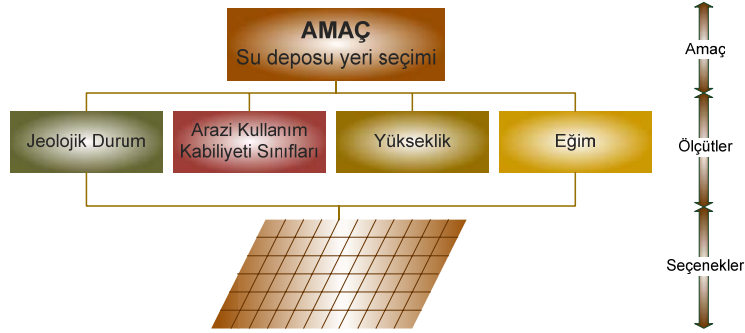 AMAÇ
Su deposu yeri seçimi
Amaç
Jeolojik Durum
Arazi Kullanım
Kabiliyeti Sınıfları
Yükseklik
Eğim
Ölçütler
Seçenekler